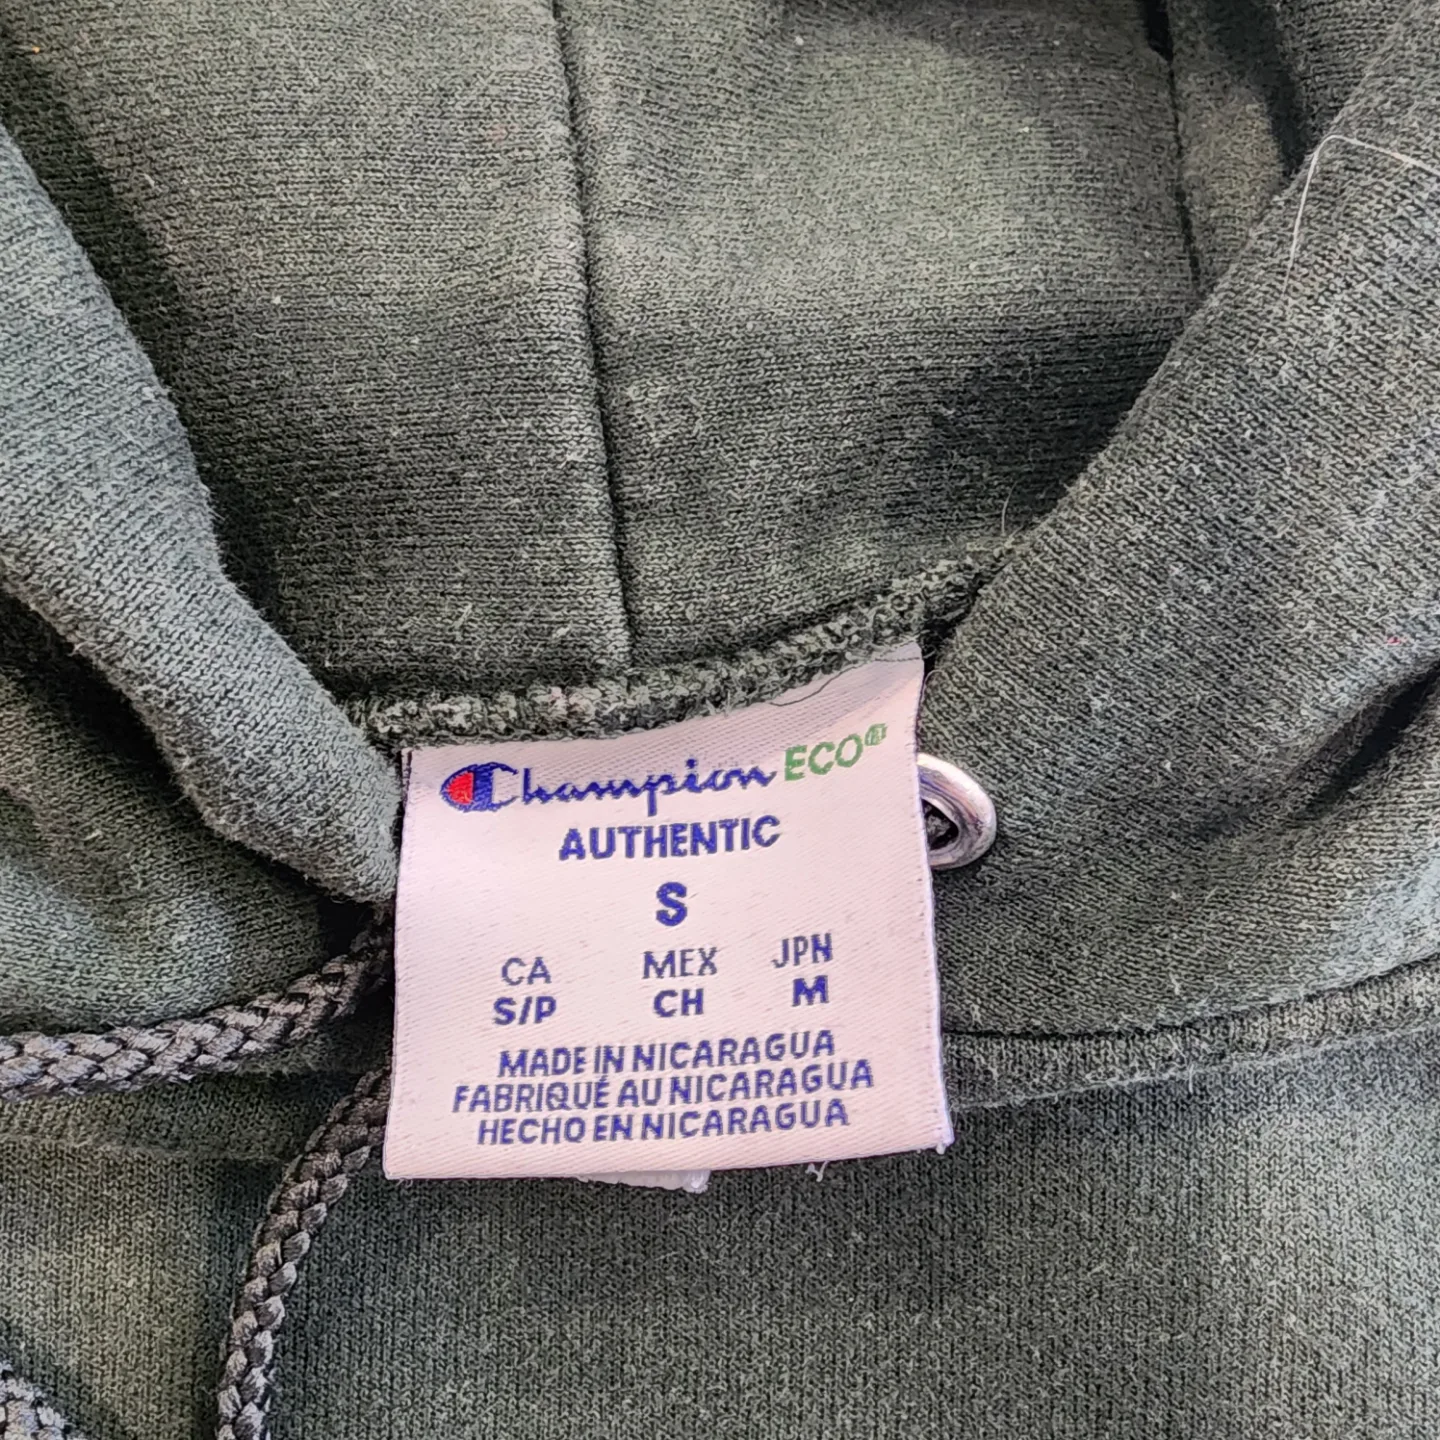 Champion ECO®
AUTHENTIC
S
CA MEX JPN
S/P CH M
MADE IN NICARAGUA
FABRIQUÉ AU NICARAGUA
HECHO EN NICARAGUA